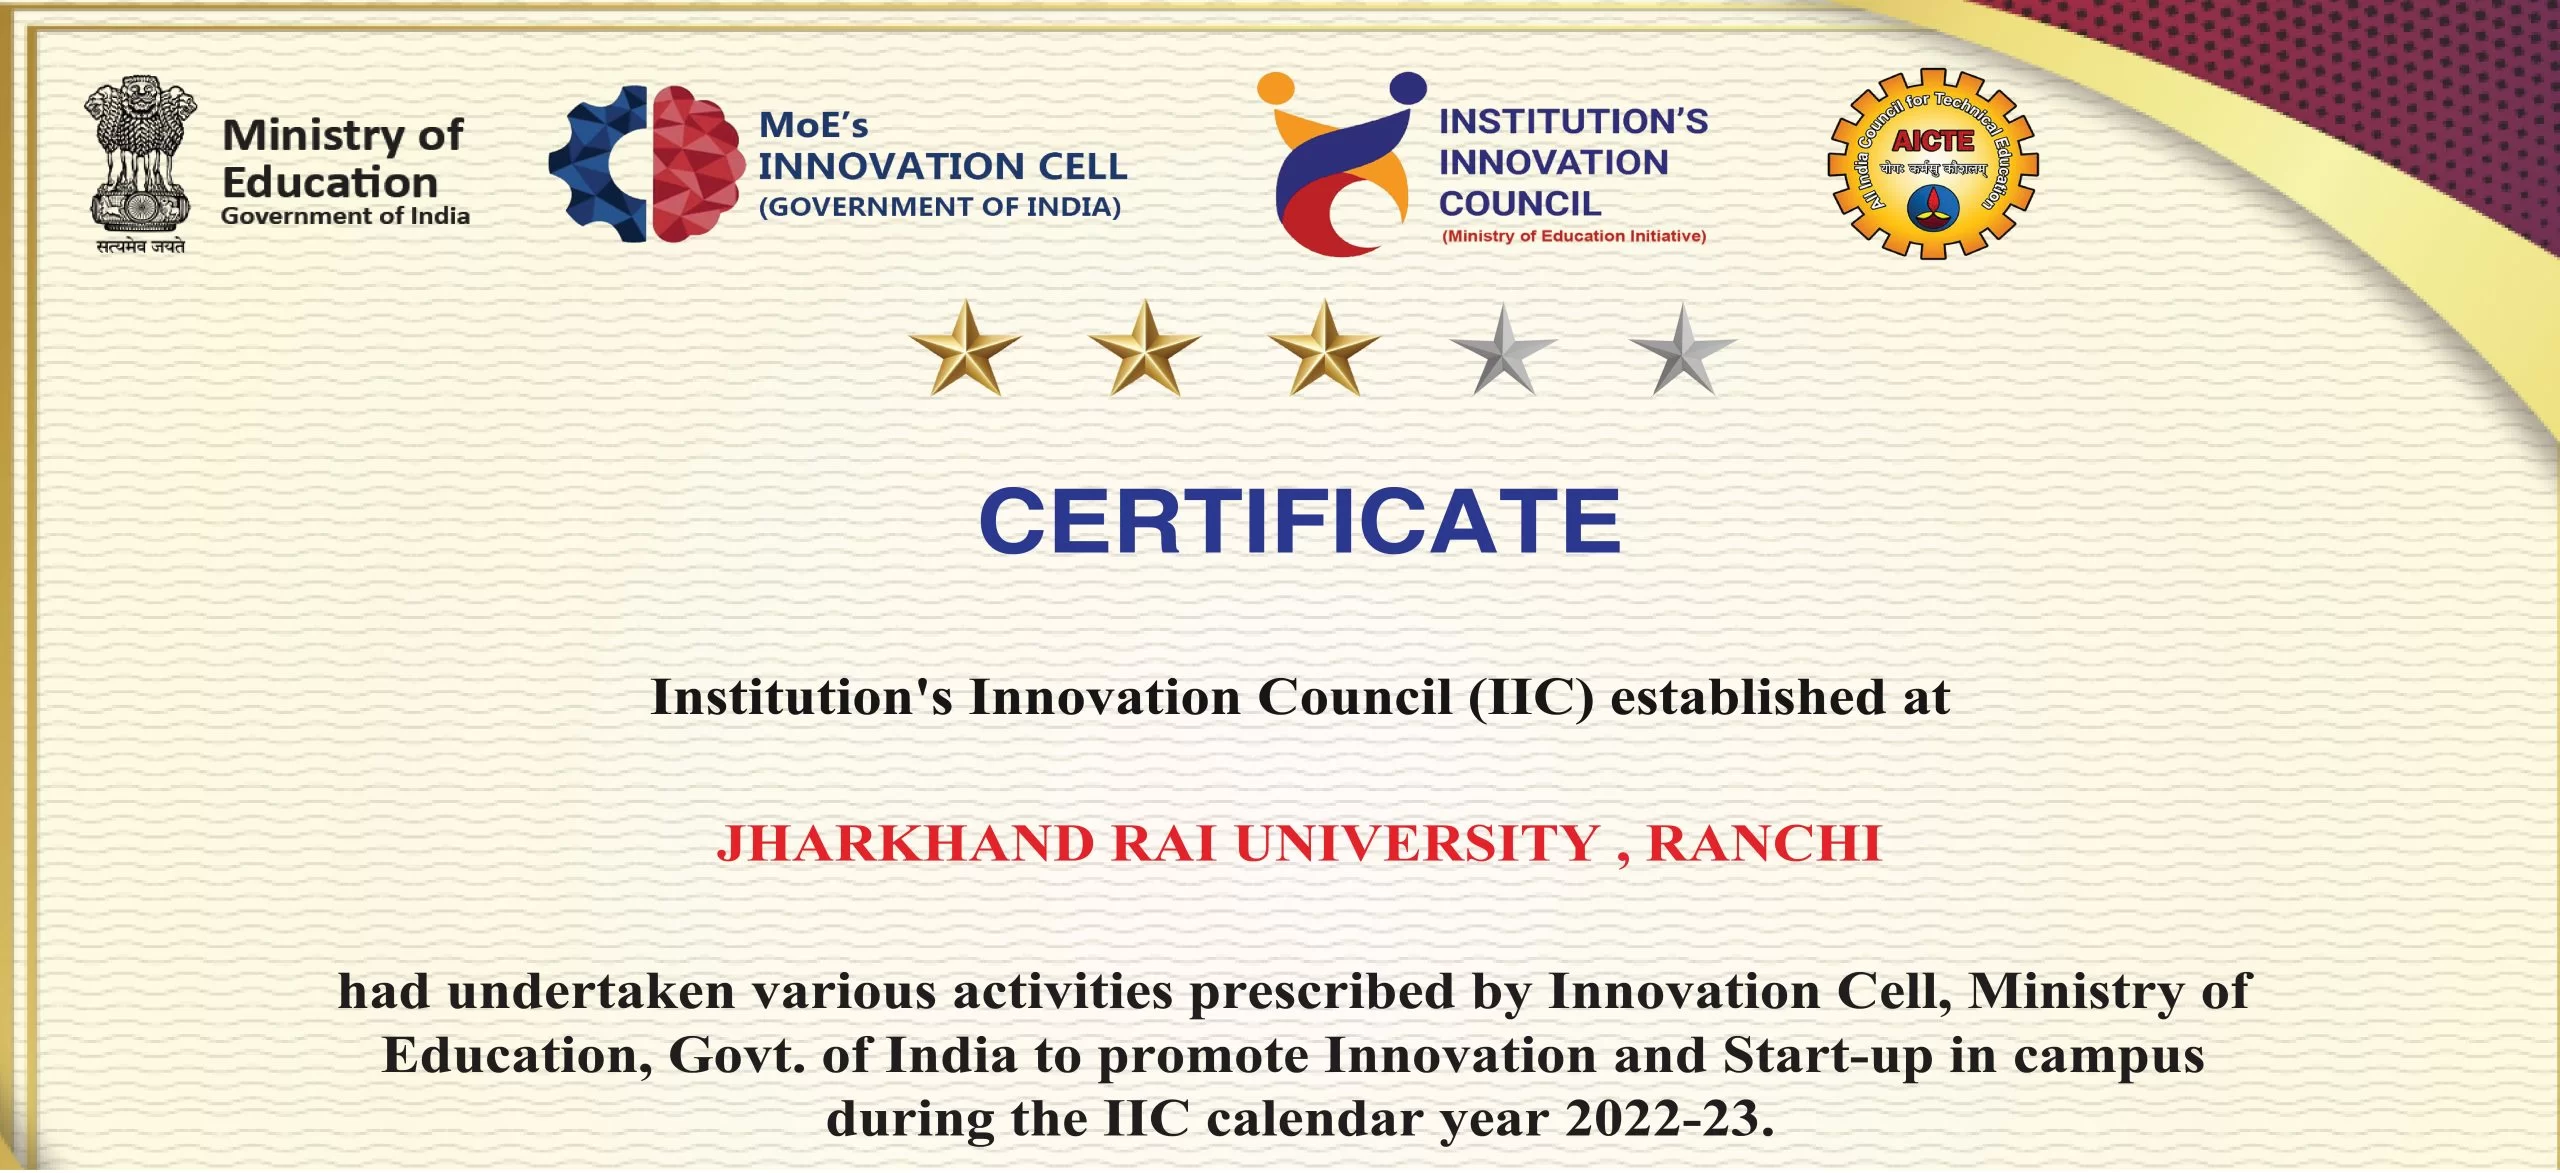 सत्यमेव जयते
Ministry of
Education
Government of India
MoE's
INNOVATION CELL
(GOVERNMENT OF INDIA)
INSTITUTION'S
INNOVATION
COUNCIL
(Ministry of Education Initiative)
All India Council for Technical Education
AICTE
योगः कर्मसु कौशलम्
CERTIFICATE
Institution's Innovation Council (IIC) established at
JHARKHAND RAI UNIVERSITY , RANCHI
had undertaken various activities prescribed by Innovation Cell, Ministry of
Education, Govt. of India to promote Innovation and Start-up in campus
during the IIC calendar year 2022-23.